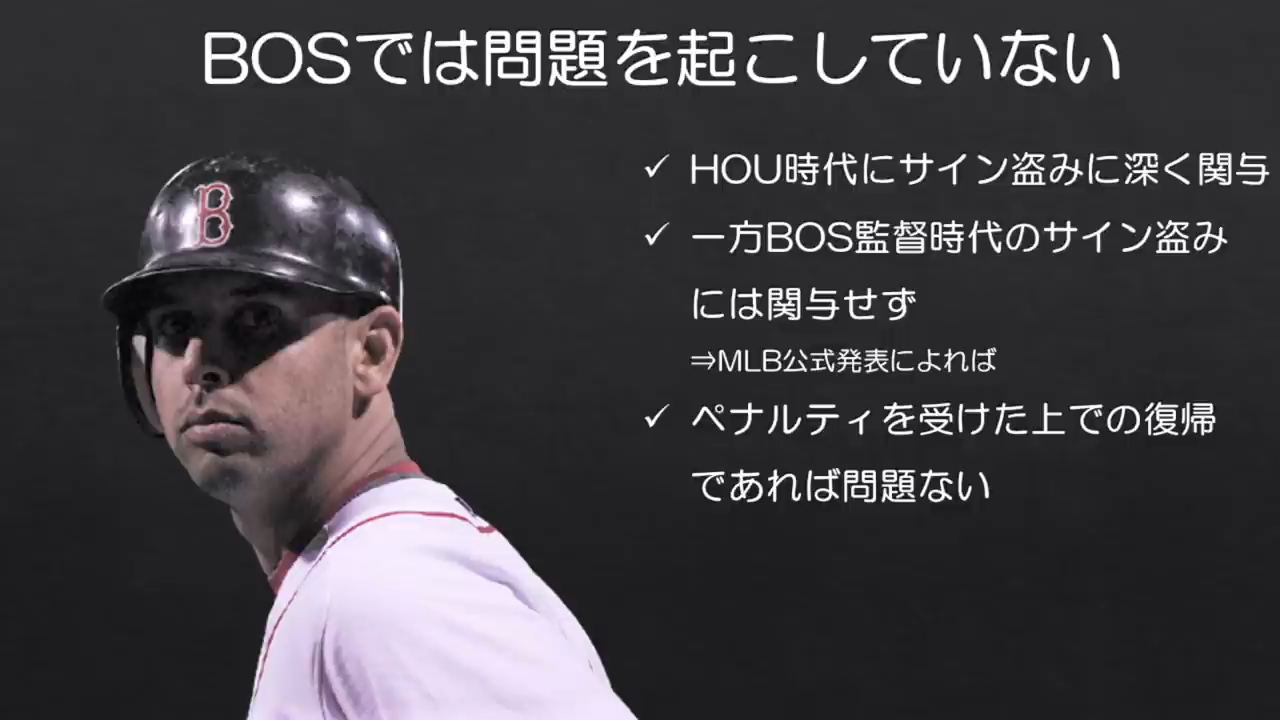 BOSでは問題を起こしていない
✓ HOU時代にサイン盗みに深く関与
✓ 一方BOS監督時代のサイン盗み
には関与せず
⇒MLB公式発表によれば
✓ ペナルティを受けた上での復帰
であれば問題ない
B